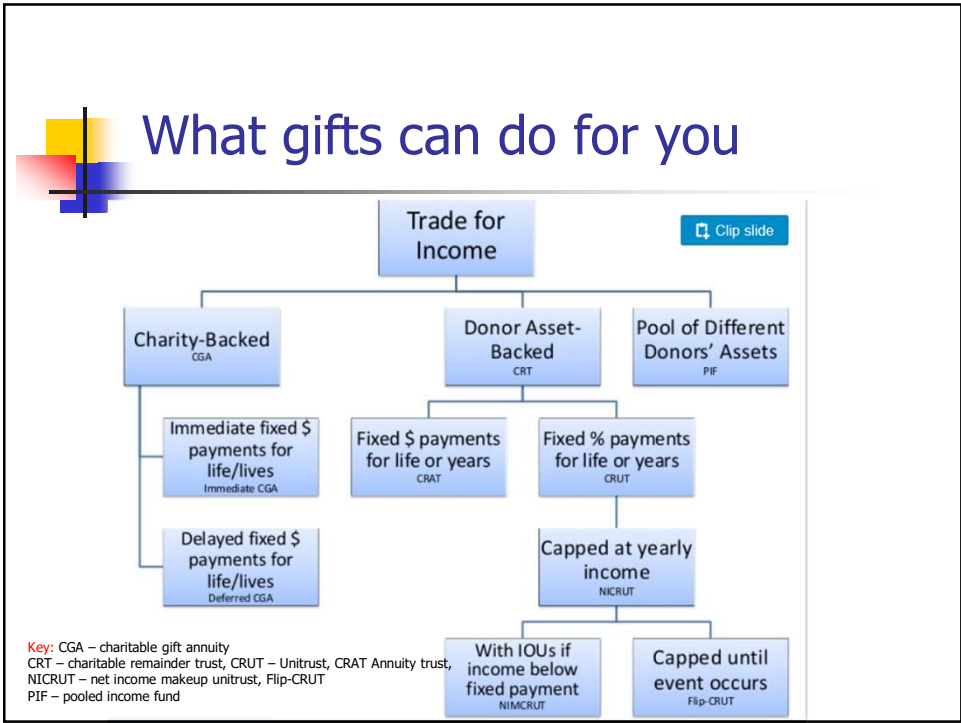 What gifts can do for you
Trade for
Income
Clip slide
Charity-Backed
CGA
Donor Asset-
Backed
CRT
Pool of Different
Donors' Assets
PIF
Immediate fixed $
payments for
life/lives
Immediate CGA
Fixed $ payments
for life or years
CRAT
Fixed % payments
for life or years
CRUT
Delayed fixed $
payments for
life/lives
Deferred CGA
Capped at yearly
income
NICRUT
With IOUs if
income below
fixed payment
NIMCRUT
Capped until
event occurs
Flip-CRUT
Key: CGA – charitable gift annuity
CRT – charitable remainder trust, CRUT – Unitrust, CRAT Annuity trust,
NICRUT – net income makeup unitrust, Flip-CRUT
PIF – pooled income fund